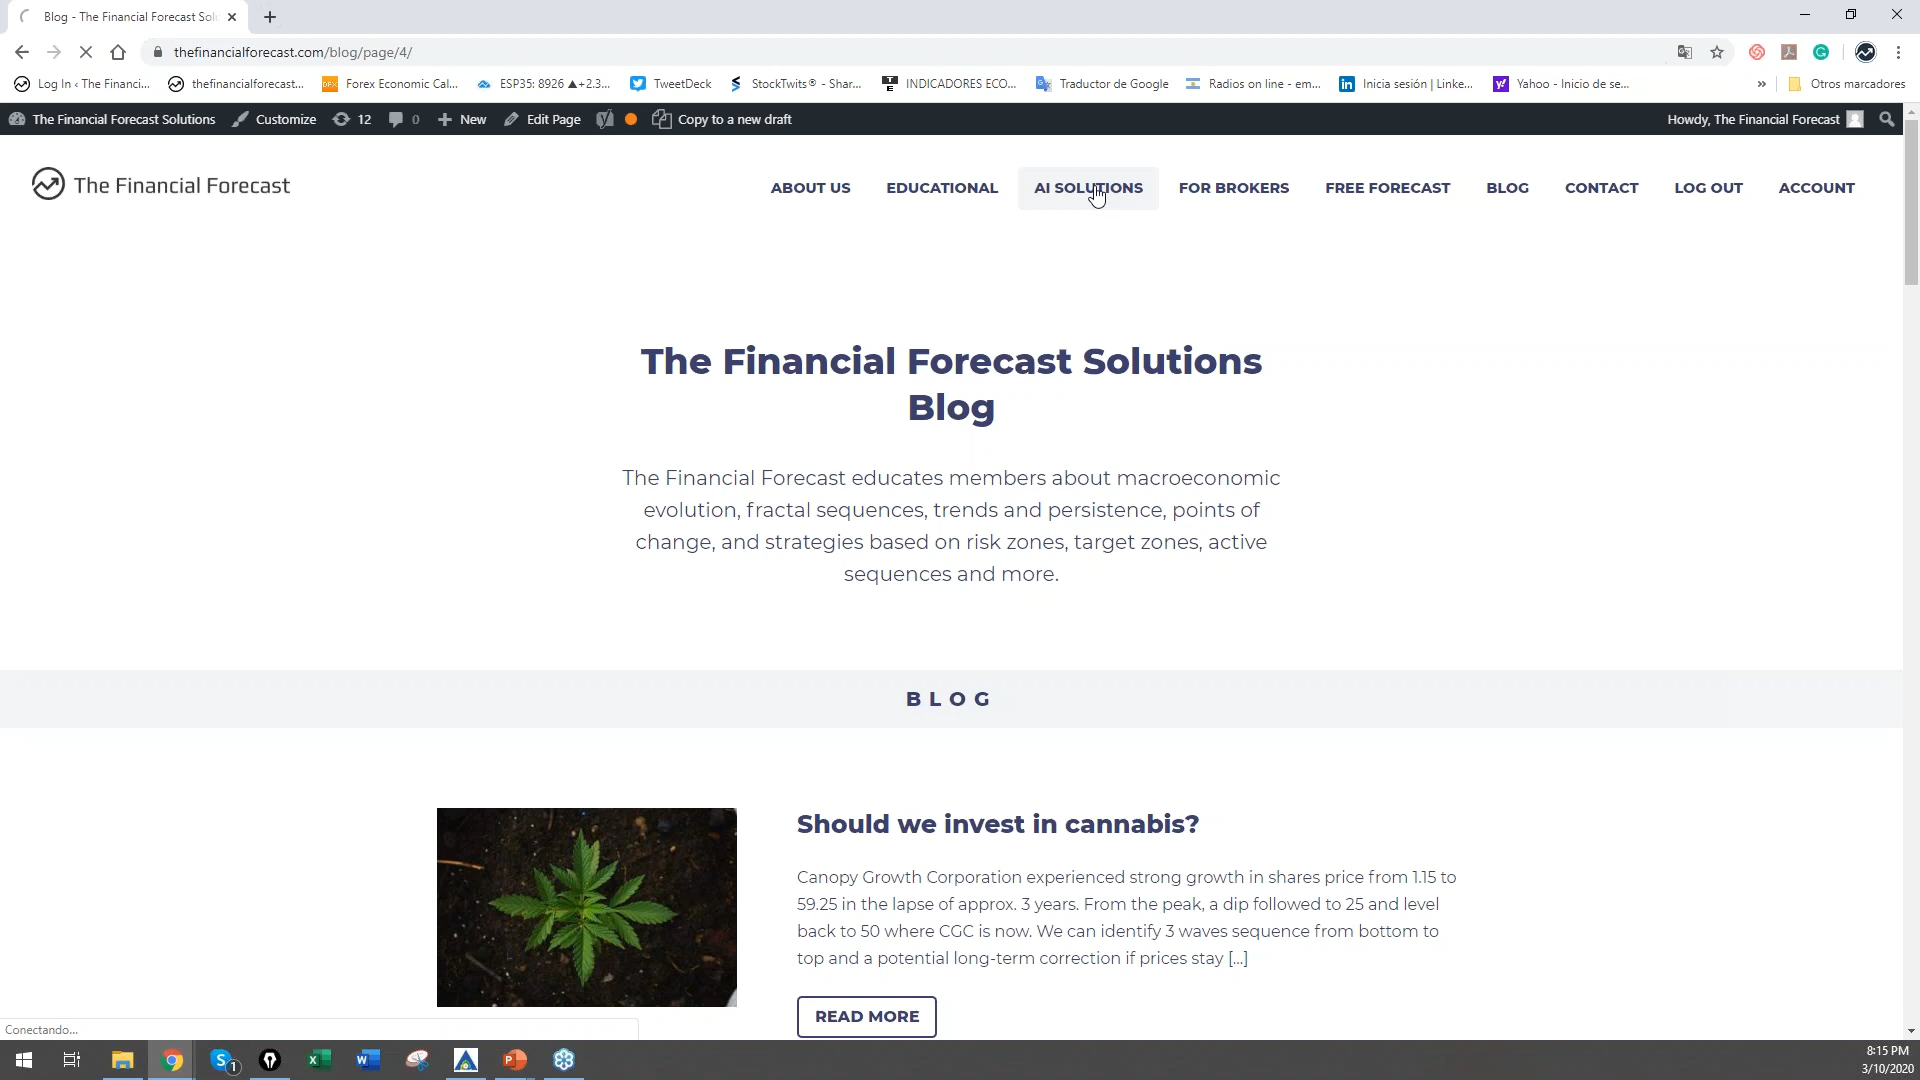 Blog - The Financial Forecast Sol
thefinancialforecast.com/blog/page/4/
Log In ‹ The Financi...
thefinancialforecast...
Forex Economic Cal...
ESP35: 8926 ▲+2.3...
TweetDeck
StockTwits® - Shar...
INDICADORES ECO...
Traductor de Google
Radios on line - em...
Inicia sesión | Linke...
Yahoo - Inicio de se...
»
Otros marcadores
The Financial Forecast Solutions
Customize
12
0
New
Edit Page
Copy to a new draft
Howdy, The Financial Forecast
The Financial Forecast
ABOUT US
EDUCATIONAL
AI SOLUTIONS
FOR BROKERS
FREE FORECAST
BLOG
CONTACT
LOG OUT
ACCOUNT
The Financial Forecast Solutions
Blog
The Financial Forecast educates members about macroeconomic
evolution, fractal sequences, trends and persistence, points of
change, and strategies based on risk zones, target zones, active
sequences and more.
BLOG
Should we invest in cannabis?
Canopy Growth Corporation experienced strong growth in shares price from 1.15 to
59.25 in the lapse of approx. 3 years. From the peak, a dip followed to 25 and level
back to 50 where CGC is now. We can identify 3 waves sequence from bottom to
top and a potential long-term correction if prices stay [...]
READ MORE
Conectando...
8:15 PM
3/10/2020